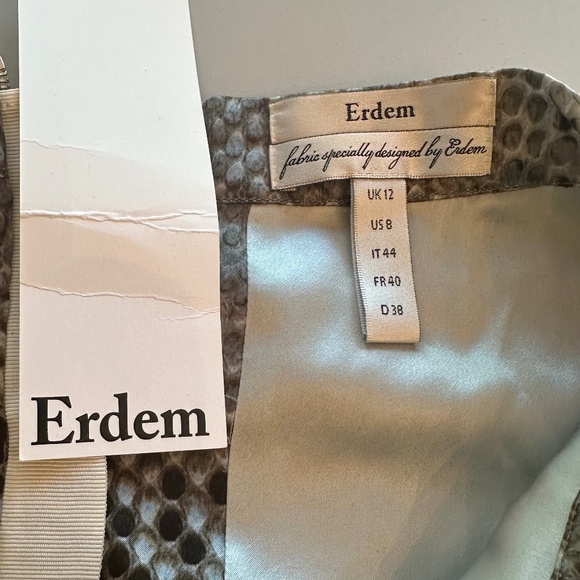 Erdem
fabric specially designed by Erdem
UK 12
US 8
IT 44
FR 40
D 38
Erdem